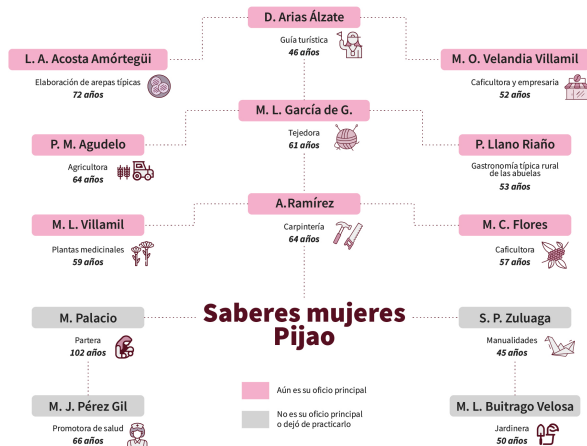 D. Arias Álzate
Guía turística
46 años
L. A. Acosta Amórtegüi
Elaboración de arepas típicas
72 años
M. O. Velandia Villamil
Caficultura y empresaria
52 años
M. L. García de G.
Tejedora
61 años
P. M. Agudelo
Agricultora
64 años
P. Llano Riaño
Gastronomía típica rural
de las abuelas
53 años
A.Ramírez
Carpintería
64 años
M. L. Villamil
Plantas medicinales
59 años
M. C. Flores
Caficultora
57 años
Saberes mujeres
Pijao
M. Palacio
Partera
102 años
S. P. Zuluaga
Manualidades
45 años
M. J. Pérez Gil
Promotora de salud
66 años
M. L. Buitrago Velosa
Jardinera
50 años
Aún es su oficio principal
No es su oficio principal
o dejó de practicarlo